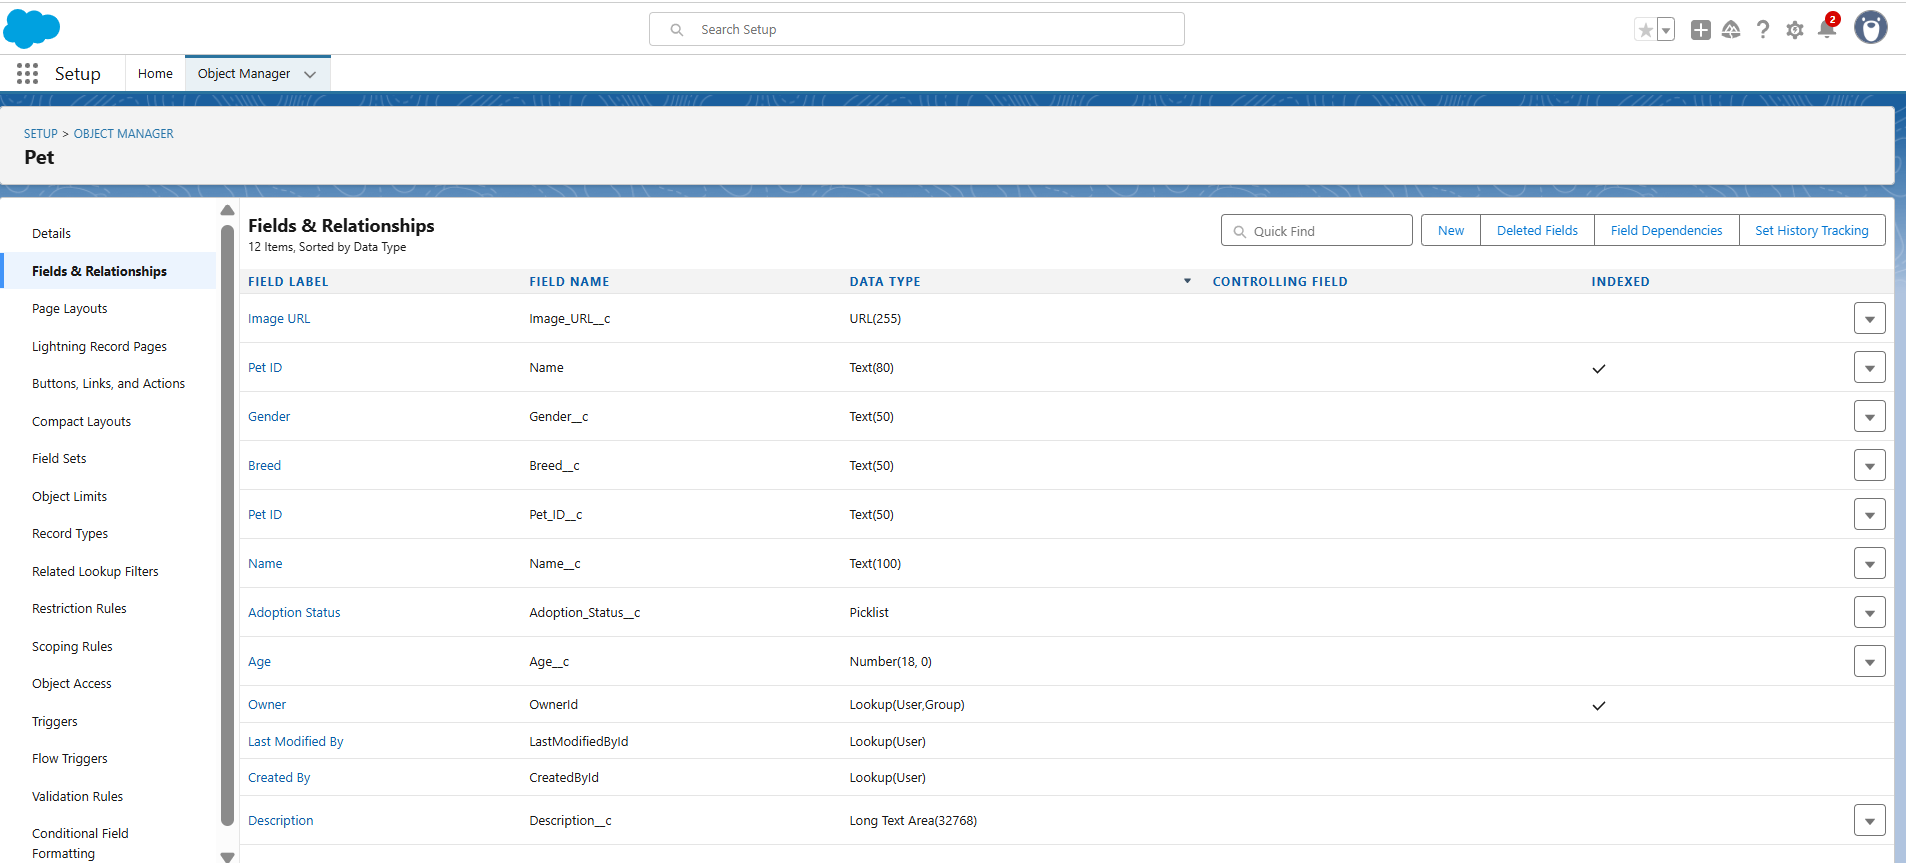 Search Setup
2
Setup
Home
Object Manager
SETUP > OBJECT MANAGER
Pet
Details
Fields & Relationships
Page Layouts
Lightning Record Pages
Buttons, Links, and Actions
Compact Layouts
Field Sets
Object Limits
Record Types
Related Lookup Filters
Restriction Rules
Scoping Rules
Object Access
Triggers
Flow Triggers
Validation Rules
Conditional Field
Formatting
Fields & Relationships
12 Items, Sorted by Data Type
Quick Find
New
Deleted Fields
Field Dependencies
Set History Tracking
FIELD LABEL FIELD NAME DATA TYPE CONTROLLING FIELD INDEXED
Image URL Image_URL__c URL(255)
Pet ID Name Text(80)
Gender Gender__c Text(50)
Breed Breed__c Text(50)
Pet ID Pet_ID__c Text(50)
Name Name__c Text(100)
Adoption Status Adoption_Status__c Picklist
Age Age__c Number(18, 0)
Owner OwnerId Lookup(User,Group)
Last Modified By LastModifiedById Lookup(User)
Created By CreatedById Lookup(User)
Description Description__c Long Text Area(32768)